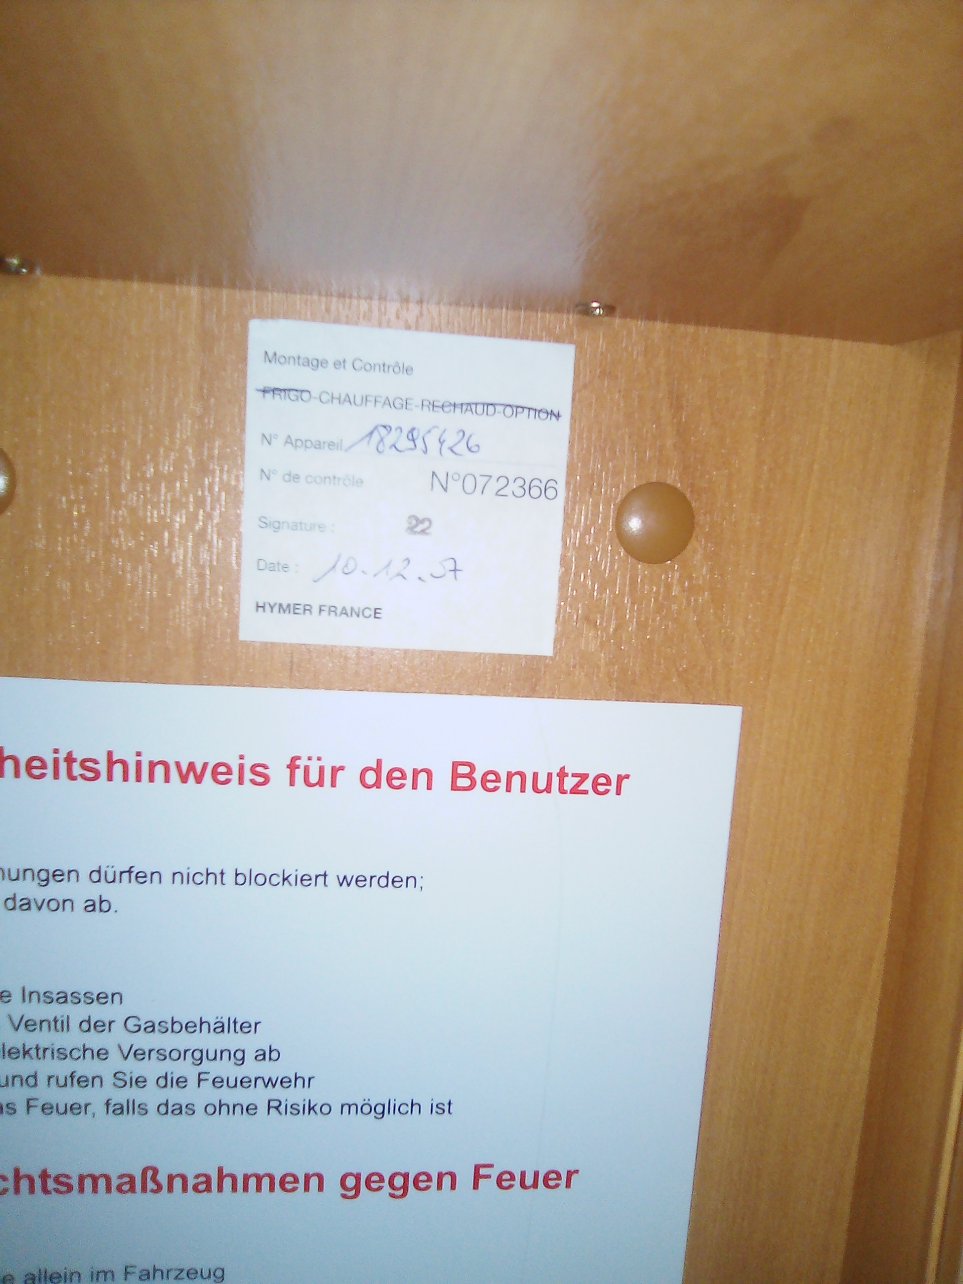 Montage et Contrôle
FRIGO-CHAUFFAGE-RECHAUD-OPTION
N° Appareil 18295426
N° de contrôle N°072366
Signature : 22
Date : 10.12.97
HYMER FRANCE
heitshinweis für den Benutzer
nungen dürfen nicht blockiert werden;
davon ab.
e Insassen
Ventil der Gasbehälter
lektrische Versorgung ab
und rufen Sie die Feuerwehr
as Feuer, falls das ohne Risiko möglich ist
chtsmaßnahmen gegen Feuer
e allein im Fahrzeug